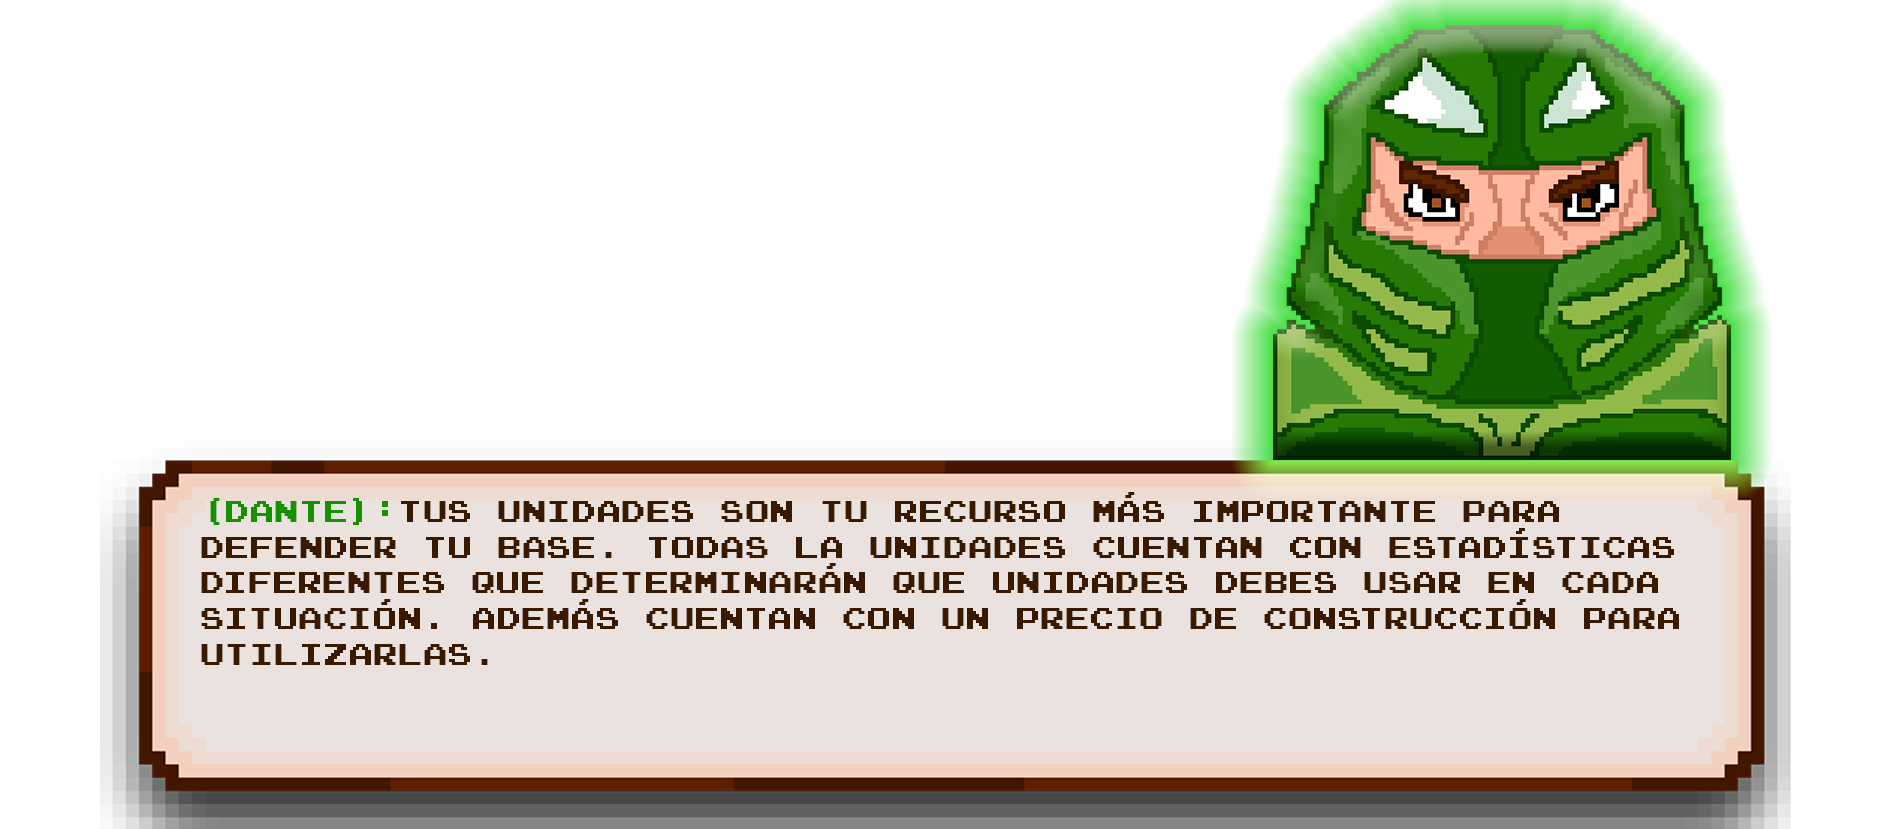 (DANTE):TUS UNIDADES SON TU RECURSO MÁS IMPORTANTE PARA
DEFENDER TU BASE. TODAS LA UNIDADES CUENTAN CON ESTADÍSTICAS
DIFERENTES QUE DETERMINARÁN QUE UNIDADES DEBES USAR EN CADA
SITUACIÓN. ADEMÁS CUENTAN CON UN PRECIO DE CONSTRUCCIÓN PARA
UTILIZARLAS.